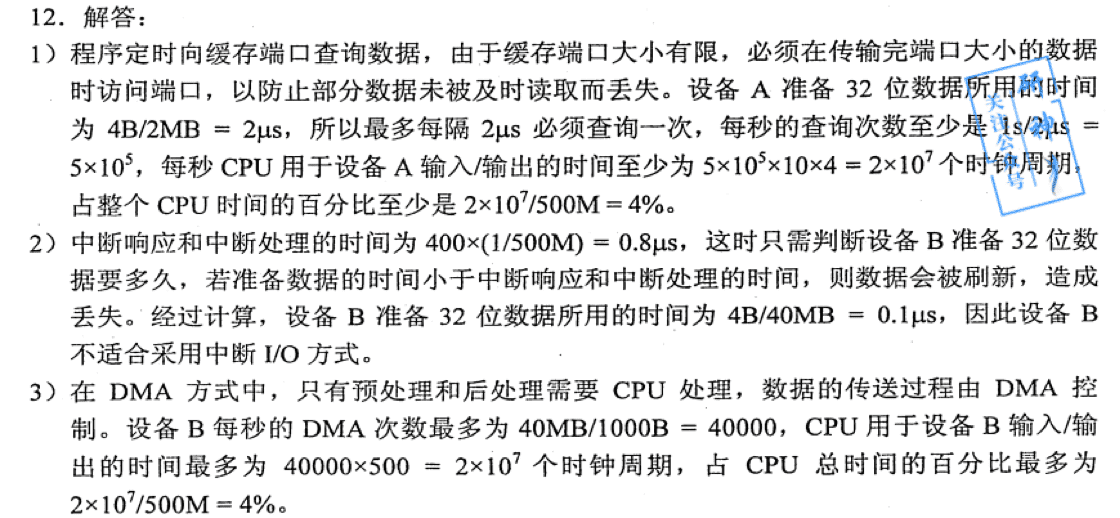 12．解答：
1）程序定时向缓存端口查询数据，由于缓存端口大小有限，必须在传输完端口大小的数据
时访问端口，以防止部分数据未被及时读取而丢失。设备 A 准备 32 位数据所用的时间
为 4B/2MB = 2μs，所以最多每隔 2μs 必须查询一次，每秒的查询次数至少是 1s/2μs =
5×10⁵，每秒 CPU 用于设备 A 输入/输出的时间至少为 5×10⁵×10×4 = 2×10⁷ 个时钟周期，
占整个 CPU 时间的百分比至少是 2×10⁷/500M = 4%。
2）中断响应和中断处理的时间为 400×(1/500M) = 0.8μs，这时只需判断设备 B 准备 32 位数
据要多久，若准备数据的时间小于中断响应和中断处理的时间，则数据会被刷新，造成
丢失。经过计算，设备 B 准备 32 位数据所用的时间为 4B/40MB = 0.1μs，因此设备 B
不适合采用中断 I/O 方式。
3）在 DMA 方式中，只有预处理和后处理需要 CPU 处理，数据的传送过程由 DMA 控
制。设备 B 每秒的 DMA 次数最多为 40MB/1000B = 40000，CPU 用于设备 B 输入/输
出的时间最多为 40000×500 = 2×10⁷ 个时钟周期，占 CPU 总时间的百分比最多为
2×10⁷/500M = 4%。
关注公众号